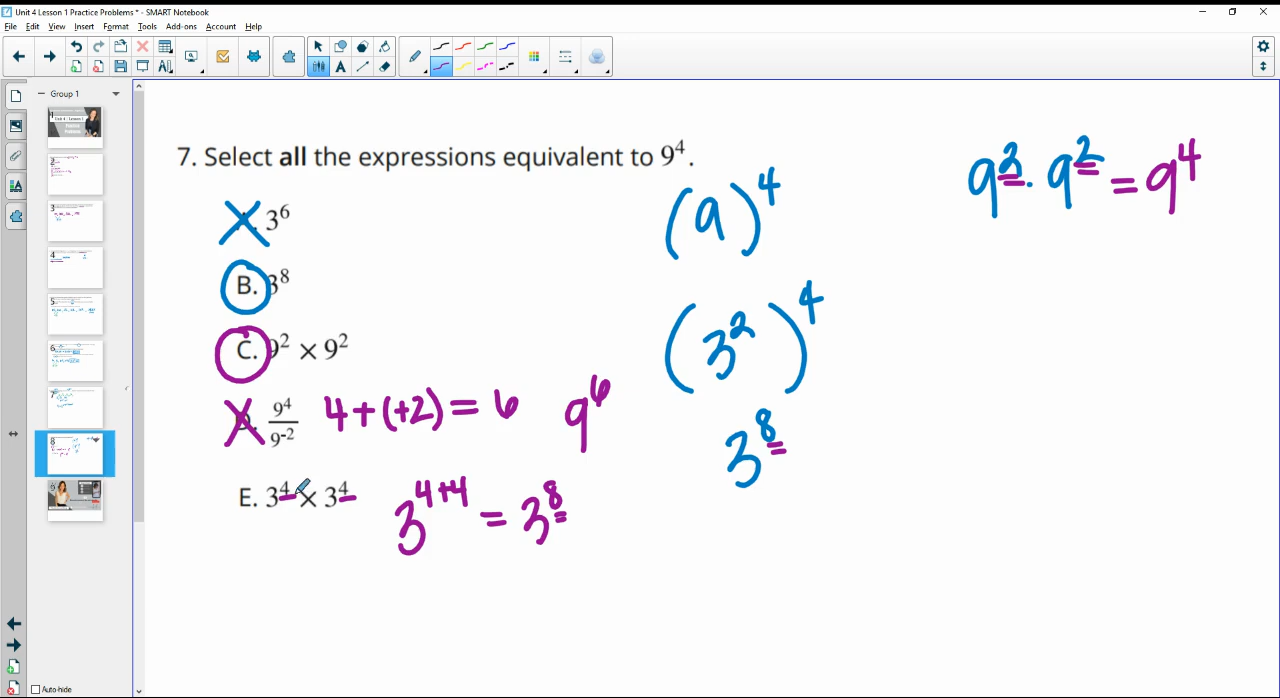 Unit 4 Lesson 1 Practice Problems * - SMART Notebook
File Edit View Insert Format Tools Add-ons Account Help
Group 1
7. Select all the expressions equivalent to 9⁴.
3⁶
B. 3⁸
C. 9² × 9²
D. 9⁴/9⁻² 4 + (+2) = 6 9⁶
E. 3⁴ × 3⁴ 3⁴⁺⁴ = 3⁸
(9)⁴
(3²)⁴
3⁸
9² · 9² = 9⁴
Auto-hide